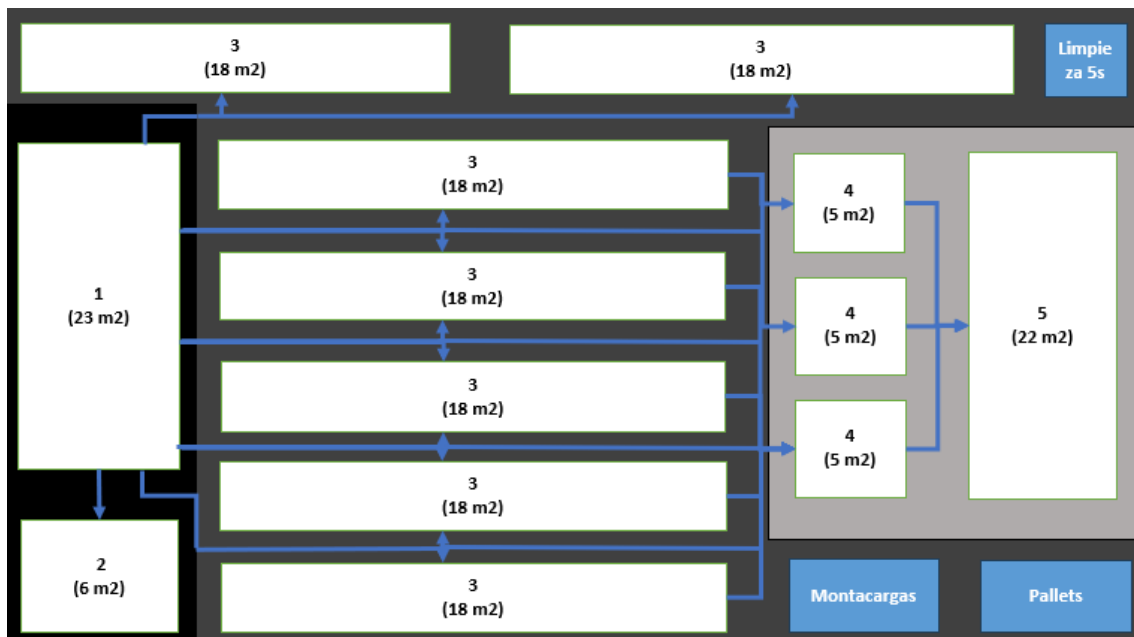 3
(18 m2)
3
(18 m2)
Limpie
za 5s
3
(18 m2)
3
(18 m2)
3
(18 m2)
3
(18 m2)
3
(18 m2)
1
(23 m2)
2
(6 m2)
4
(5 m2)
4
(5 m2)
4
(5 m2)
5
(22 m2)
Montacargas
Pallets